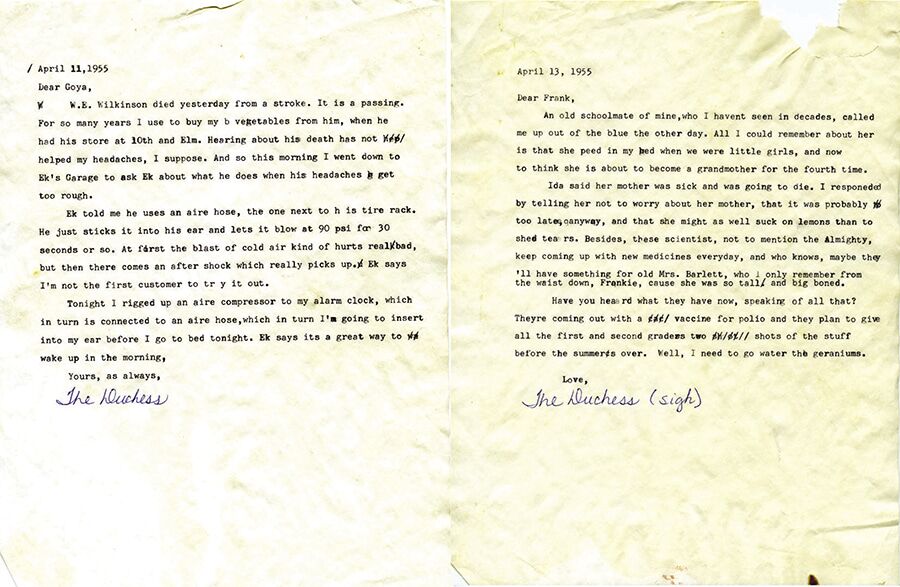 / April 11,1955
Dear Goya,
W W.E. Wilkinson died yesterday from a stroke. It is a passing.
For so many years I use to buy my b vegetables from him, when he
had his store at 10th and Elm. Hearing about his death has not
helped my headaches, I suppose. And so this morning I went down to
Ek's Garage to ask Ek about what he does when his headaches g get
too rough.
Ek told me he uses an aire hose, the one next to h is tire rack.
He just sticks it into his ear and lets it blow at 90 psi for 30
seconds or so. At first the blast of cold air kind of hurts real/bad,
but then there comes an after shock which really picks up. Ek says
I'm not the first customer to tr y it out.
Tonight I rigged up an aire compressor to my alarm clock, which
in turn is connected to an aire hose,which in turn I'm going to insert
into my ear before I go to bed tonight. Ek says its a great way to
wake up in the morning,
Yours, as always,
The Duchess
April 13, 1955
Dear Frank,
An old schoolmate of mine,who I havent seen in decades, called
me up out of the blue the other day. All I could remember about her
is that she peed in my bed when we were little girls, and now
to think she is about to become a grandmother for the fourth time.
Ida said her mother was sick and was going to die. I responeded
by telling her not to worry about her mother, that it was probably
too late, anyway, and that she might as well suck on lemons than to
shed tea rs. Besides, these scientist, not to mention the Almighty,
keep coming up with new medicines everyday, and who knows, maybe they
'll have something for old Mrs. Barlett, who i only remember from
the waist down, Frankie, cause she was so tall/ and big boned.
Have you heard what they have now, speaking of all that?
Theyre coming out with a vaccine for polio and they plan to give
all the first and second graders two shots of the stuff
before the summer's over. Well, I need to go water the geraniums.
Love,
The Duchess (sigh)